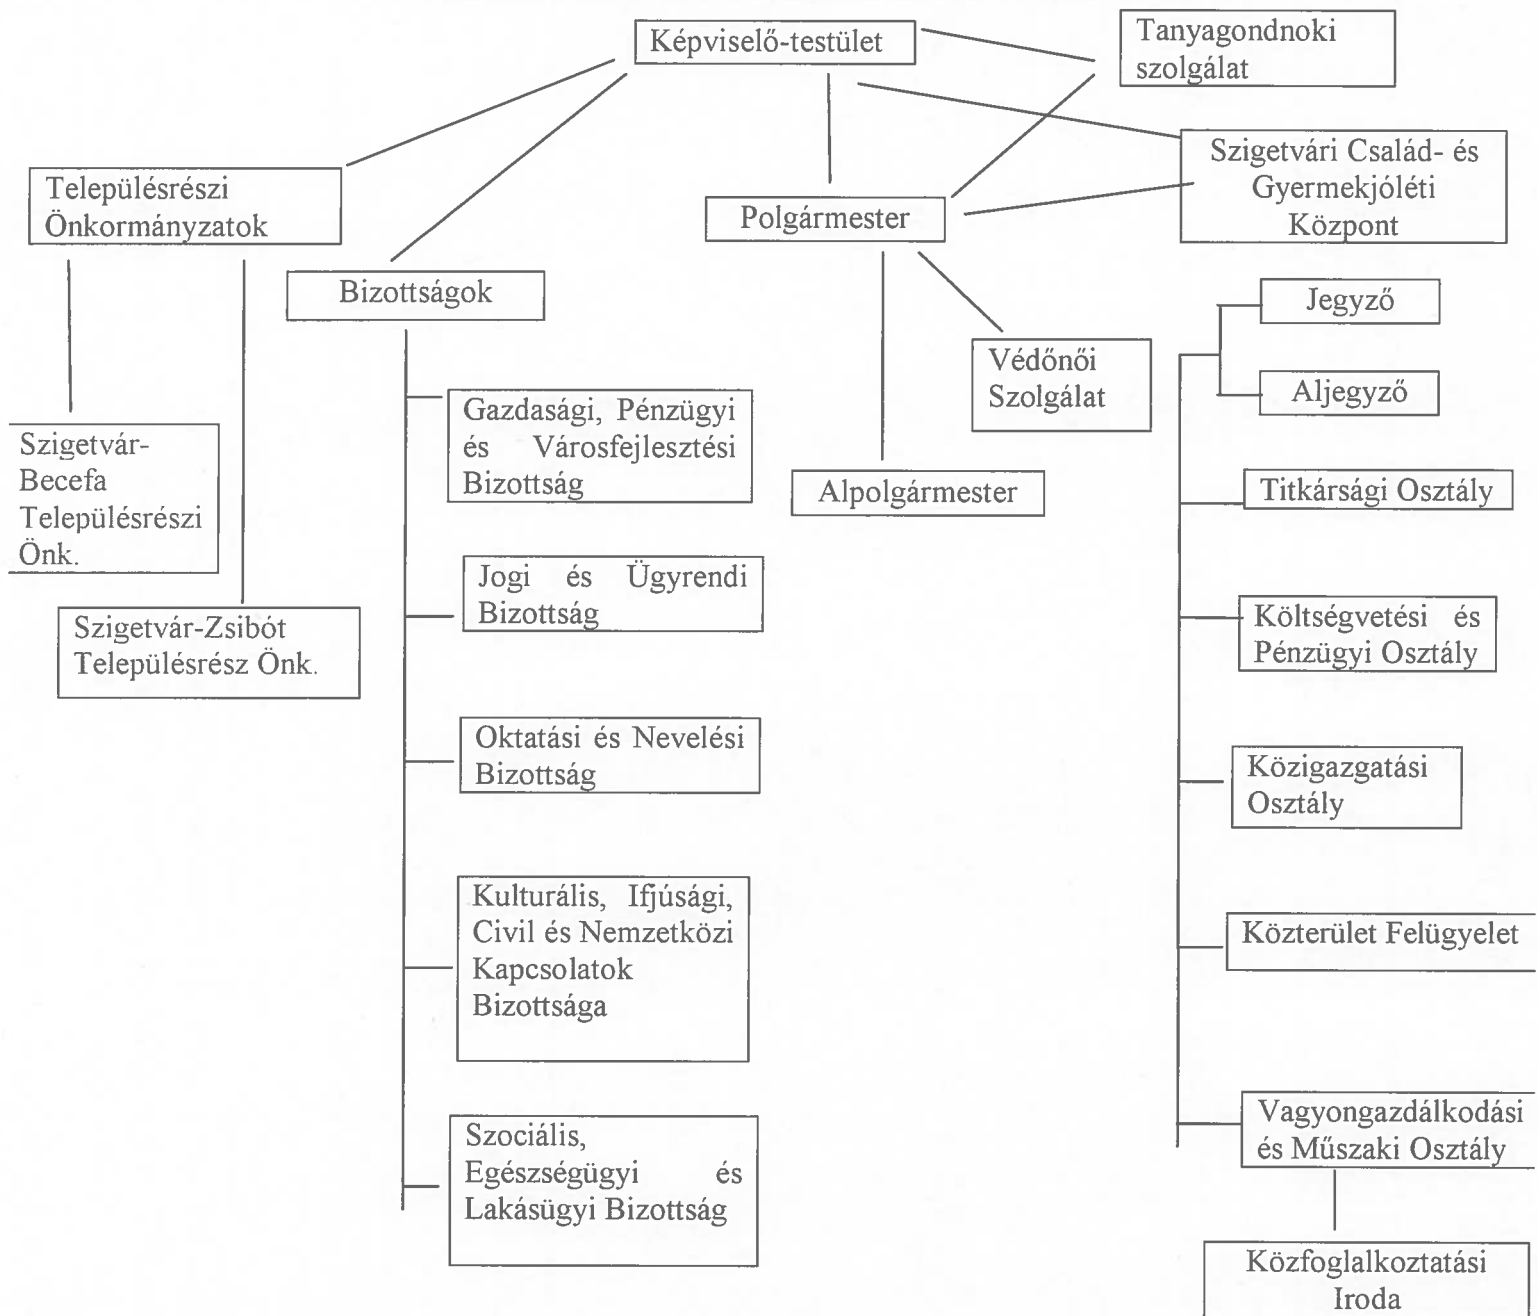 Képviselő-testület
Tanyagondnoki
szolgálat
Szigetvári Család- és
Gyermekjóléti
Központ
Településrészi
Önkormányzatok
Polgármester
Bizottságok
Jegyző
Védőnői
Szolgálat
Aljegyző
Gazdasági, Pénzügyi
és Városfejlesztési
Bizottság
Szigetvár-
Becefa
Településrészi
Önk.
Alpolgármester
Titkársági Osztály
Jogi és Ügyrendi
Bizottság
Szigetvár-Zsibót
Településrész Önk.
Költségvetési és
Pénzügyi Osztály
Oktatási és Nevelési
Bizottság
Közigazgatási
Osztály
Kulturális, Ifjúsági,
Civil és Nemzetközi
Kapcsolatok
Bizottsága
Közterület Felügyelet
Szociális,
Egészségügyi és
Lakásügyi Bizottság
Vagyongazdálkodási
és Műszaki Osztály
Közfoglalkoztatási
Iroda